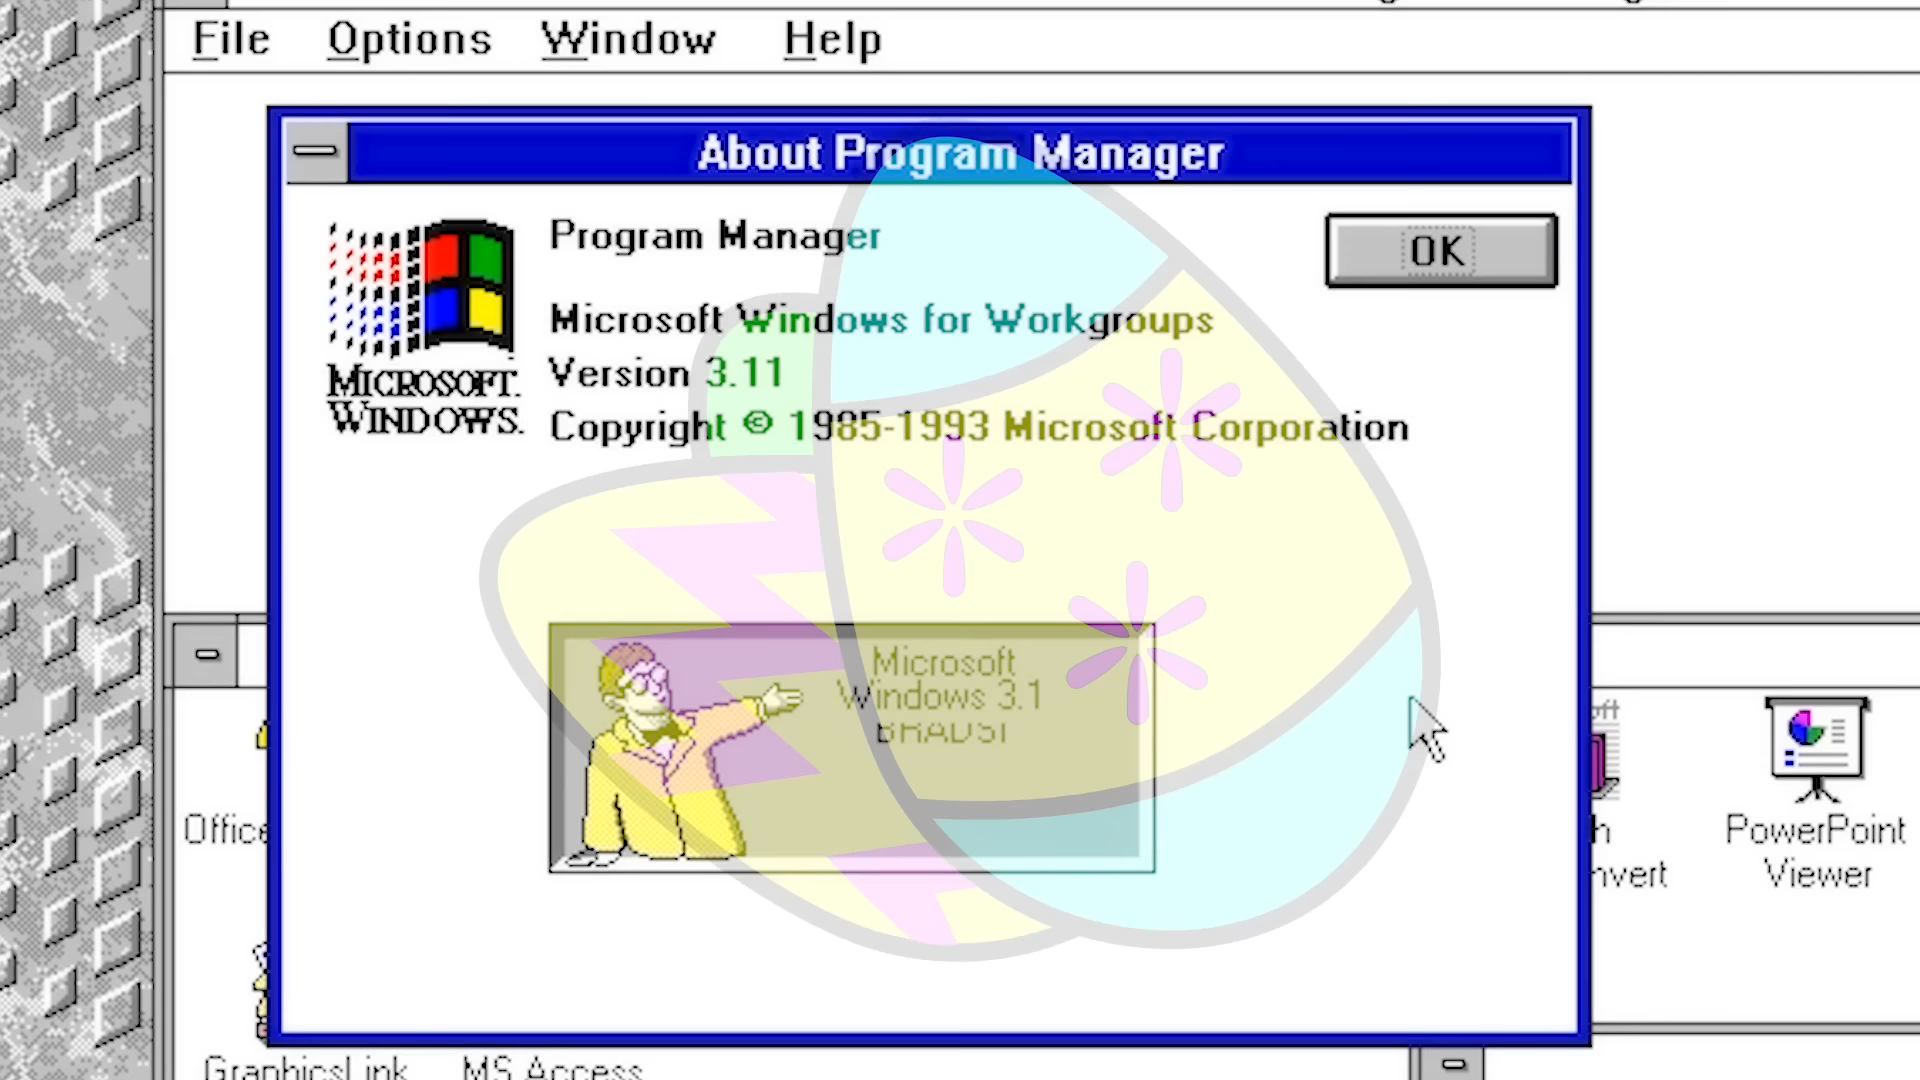 File Options Window Help
About Program Manager
MICROSOFT.
WINDOWS.
Program Manager
OK
Microsoft Windows for Workgroups
Version 3.11
Copyright © 1985-1993 Microsoft Corporation
Microsoft
Windows 3.1
Office
PowerPoint
Viewer
GraphicsLink
MS Access